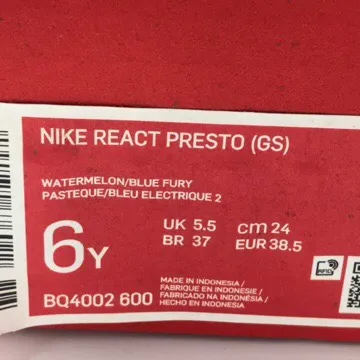 NIKE REACT PRESTO (GS)
WATERMELON/BLUE FURY
PASTEQUE/BLEU ELECTRIQUE 2
6Y
UK 5.5 cm 24
BR 37 EUR 38.5
BQ4002 600
MADE IN INDONESIA/
FABRIQUE EN INDONESIE /
FABRICADO NA INDONÉSIA /
HECHO EN INDONESIA
RFID